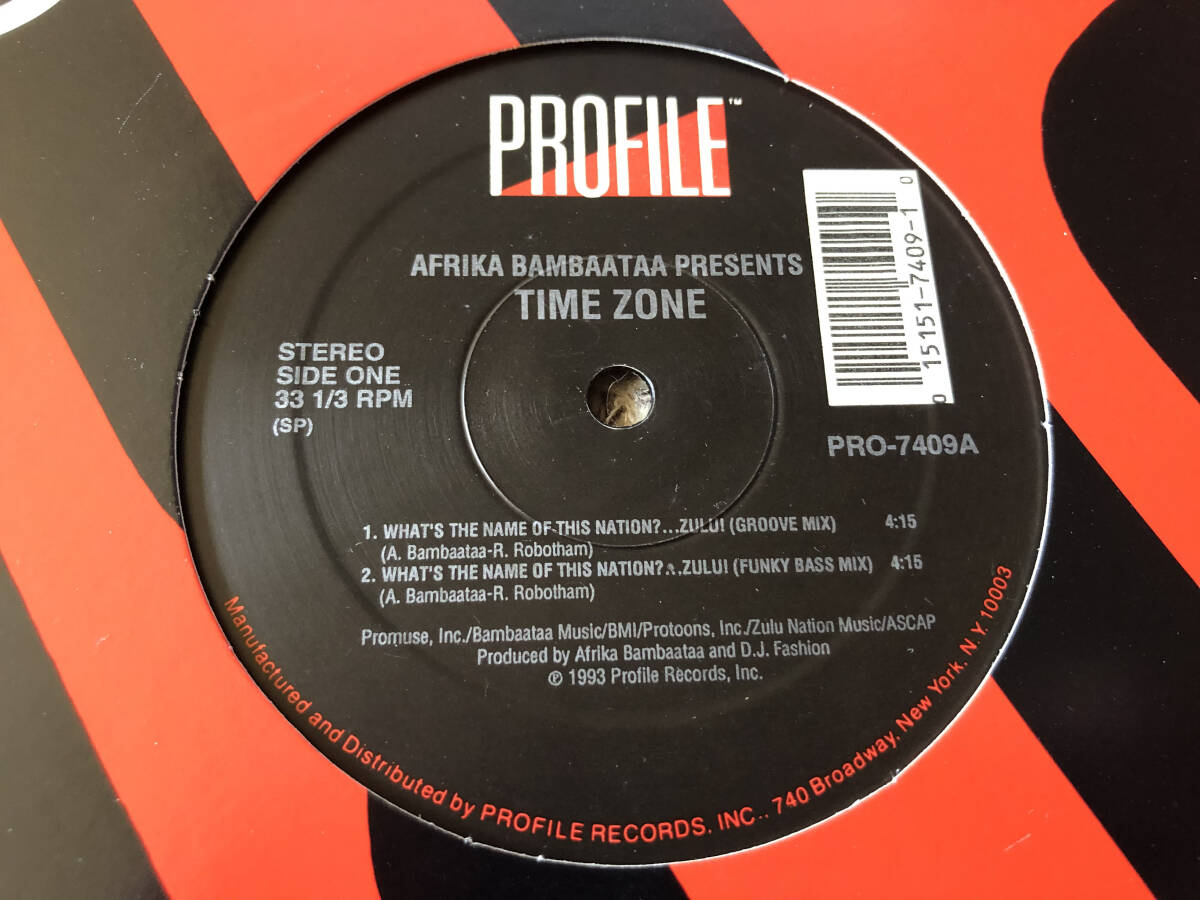 PROFILE™
AFRIKA BAMBAATAA PRESENTS
TIME ZONE
STEREO
SIDE ONE
33 1/3 RPM
(SP)
0 15151-7409-1 0
PRO-7409A
1. WHAT'S THE NAME OF THIS NATION?...ZULU! (GROOVE MIX) 4:15
(A. Bambaataa-R. Robotham)
2. WHAT'S THE NAME OF THIS NATION?...ZULU! (FUNKY BASS MIX) 4:15
(A. Bambaataa-R. Robotham)
Promuse, Inc./Bambaataa Music/BMI/Protoons, Inc./Zulu Nation Music/ASCAP
Produced by Afrika Bambaataa and D.J. Fashion
℗ 1993 Profile Records, Inc.
Manufactured and Distributed by PROFILE RECORDS, INC., 740 Broadway, New York, N.Y. 10003